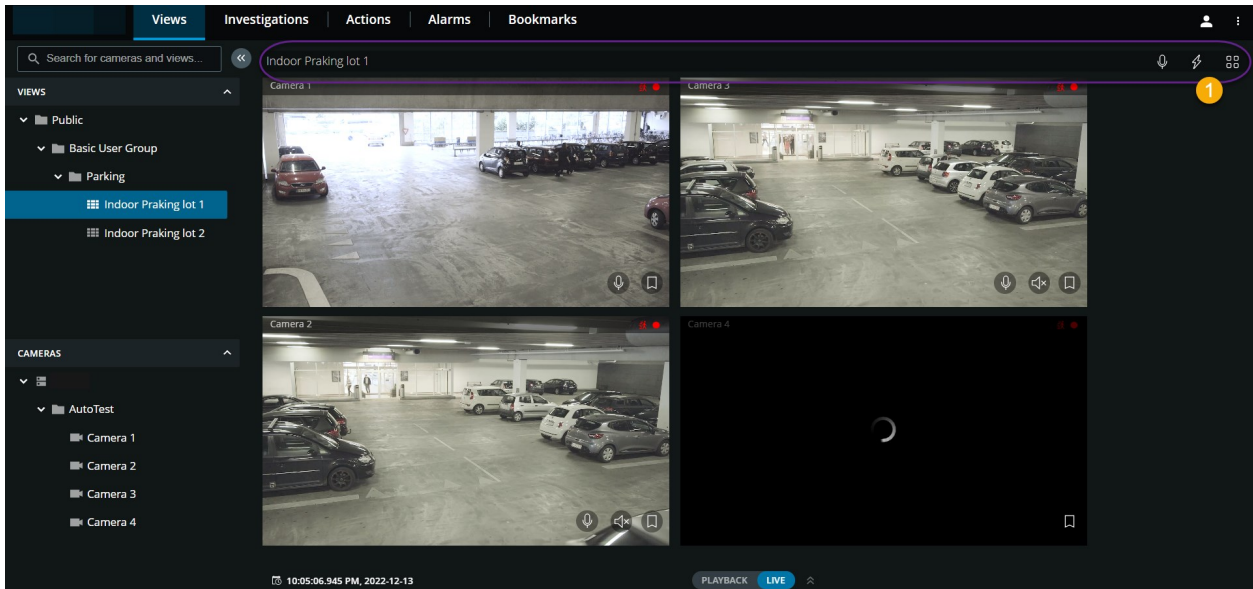 Views Investigations Actions Alarms Bookmarks
Search for cameras and views...
Indoor Praking lot 1
1
VIEWS
Public
Basic User Group
Parking
Indoor Praking lot 1
Indoor Praking lot 2
Camera 1
Camera 3
Camera 2
Camera 4
CAMERAS
AutoTest
Camera 1
Camera 2
Camera 3
Camera 4
10:05:06.945 PM, 2022-12-13
PLAYBACK LIVE